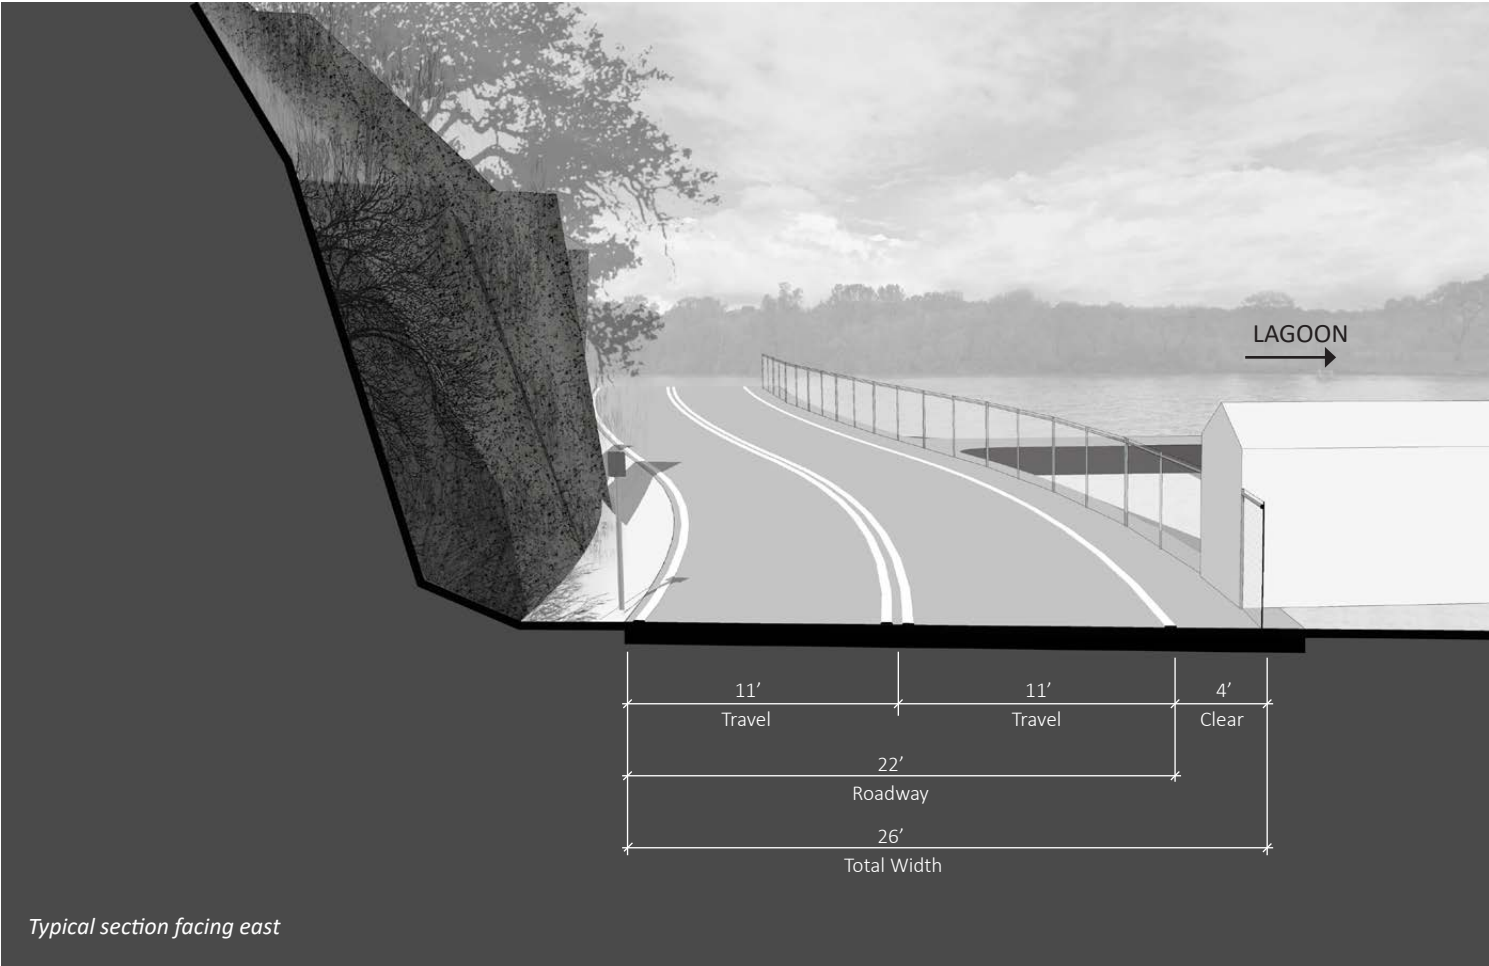 LAGOON
11’ 11’ 4’
Travel Travel Clear
22’
Roadway
26’
Total Width
Typical section facing east